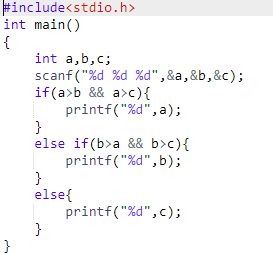 #include<stdio.h>
int main()
{
    int a,b,c;
    scanf("%d %d %d",&a,&b,&c);
    if(a>b && a>c){
        printf("%d",a);
    }
    else if(b>a && b>c){
        printf("%d",b);
    }
    else{
        printf("%d",c);
    }
}